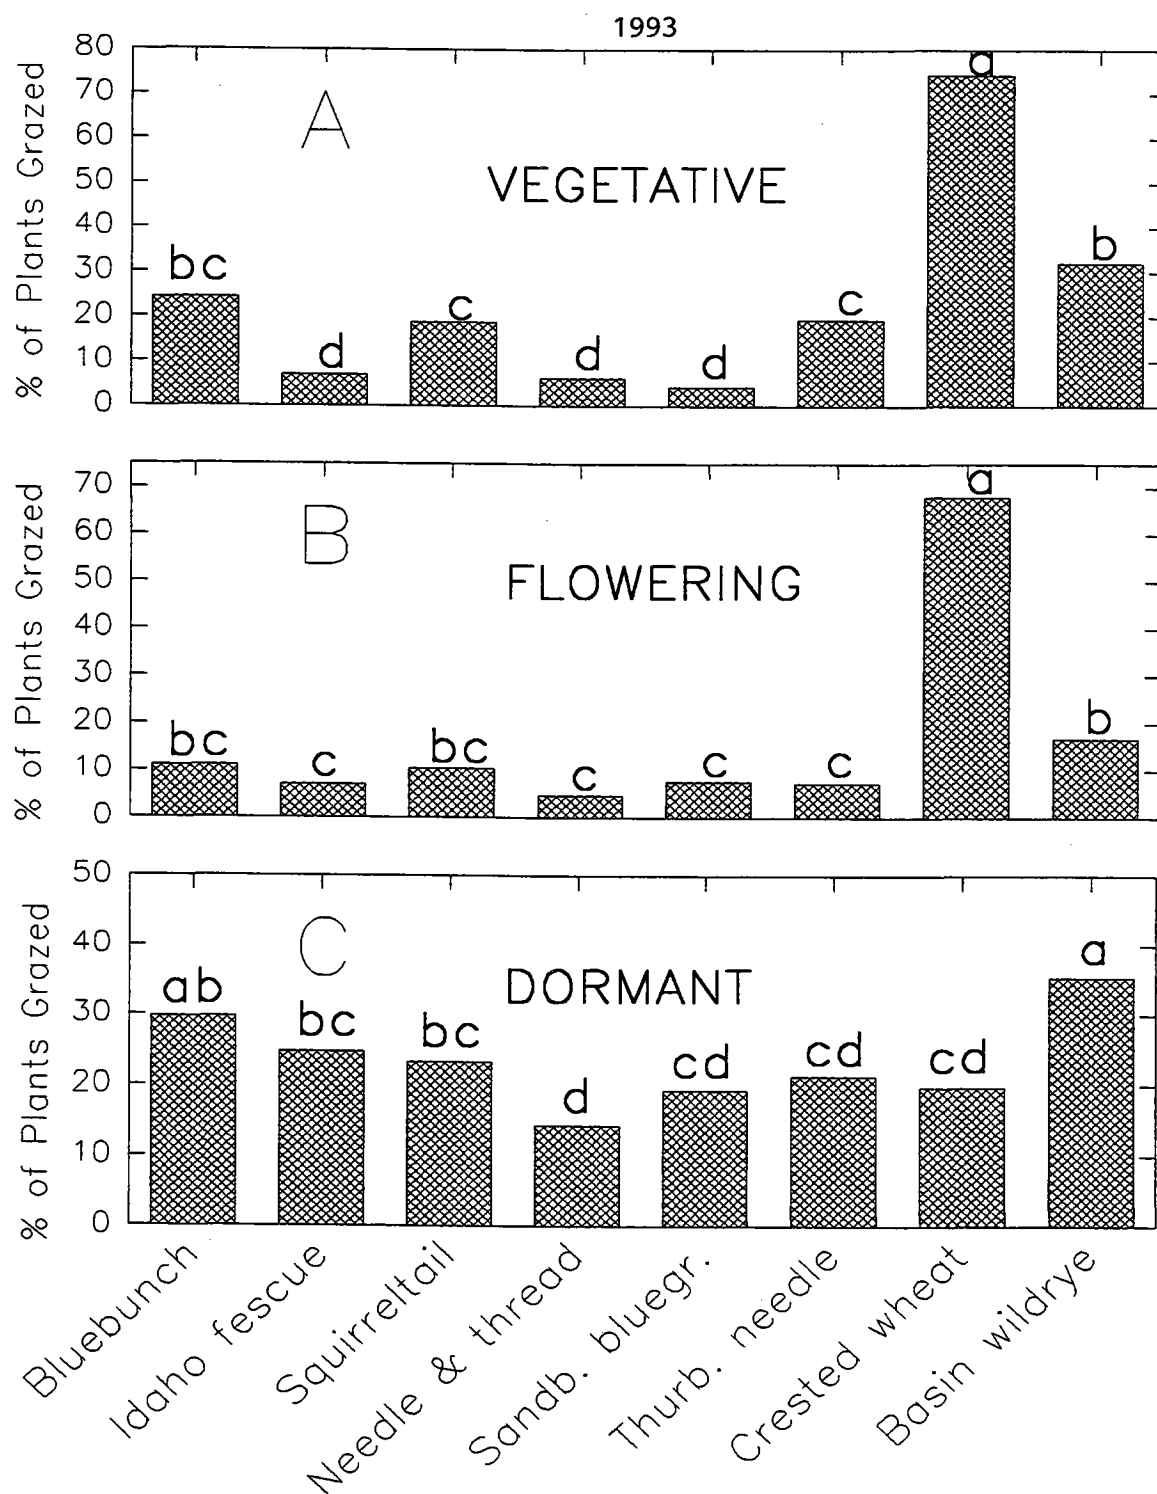 1993
80
70
60
50
40
30
20
10
0
% of Plants Grazed
A
VEGETATIVE
bc
d
c
d
d
c
a
b
70
60
50
40
30
20
10
0
% of Plants Grazed
B
FLOWERING
bc
c
bc
c
c
c
a
b
50
40
30
20
10
0
% of Plants Grazed
C
DORMANT
ab
bc
bc
d
cd
cd
cd
a
Bluebunch
Idaho fescue
Squirreltail
Needle & thread
Sandb. bluegr.
Thurb. needle
Crested wheat
Basin wildrye